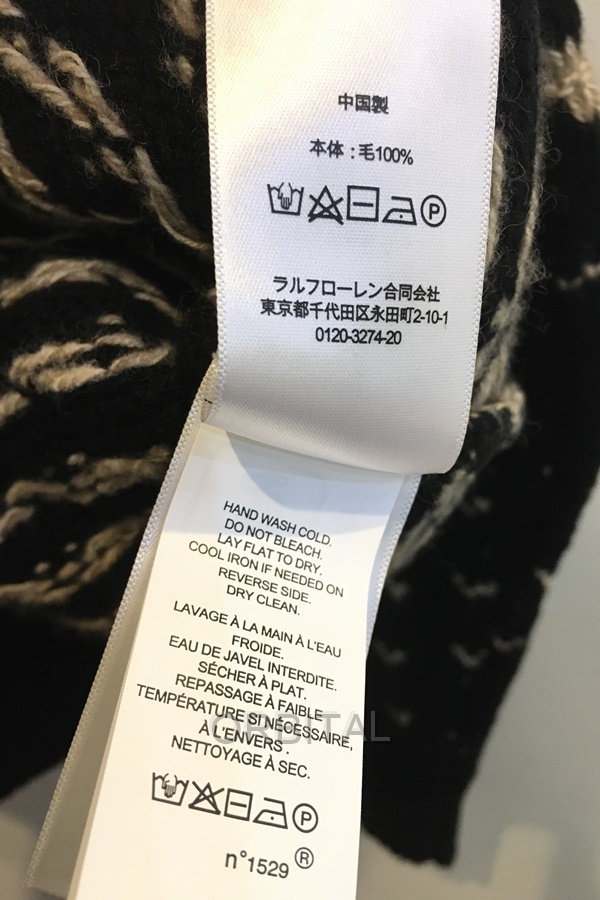 中国製
本体：毛100%
P
ラルフローレン合同会社
東京都千代田区永田町2-10-1
0120-3274-20
HAND WASH COLD.
DO NOT BLEACH.
LAY FLAT TO DRY.
COOL IRON IF NEEDED ON
REVERSE SIDE.
DRY CLEAN.
LAVAGE À LA MAIN À L'EAU
FROIDE.
EAU DE JAVEL INTERDITE.
SÉCHER À PLAT.
REPASSAGE À FAIBLE
TEMPÉRATURE SI NÉCESSAIRE,
À L'ENVERS .
NETTOYAGE À SEC.
ORBITAL
P
n°1529 ®